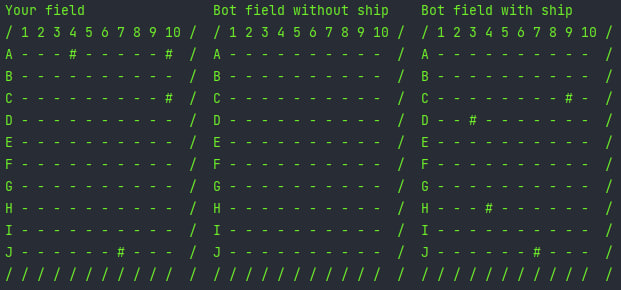 Your field Bot field without ship Bot field with ship
/ 1 2 3 4 5 6 7 8 9 10 / / 1 2 3 4 5 6 7 8 9 10 / / 1 2 3 4 5 6 7 8 9 10 /
A - - - # - - - - - # / A - - - - - - - - - - / A - - - - - - - - - - /
B - - - - - - - - - - / B - - - - - - - - - - / B - - - - - - - - - - /
C - - - - - - - - - # / C - - - - - - - - - - / C - - - - - - - - # - /
D - - - - - - - - - - / D - - - - - - - - - - / D - - # - - - - - - - /
E - - - - - - - - - - / E - - - - - - - - - - / E - - - - - - - - - - /
F - - - - - - - - - - / F - - - - - - - - - - / F - - - - - - - - - - /
G - - - - - - - - - - / G - - - - - - - - - - / G - - - - - - - - - - /
H - - - - - - - - - - / H - - - - - - - - - - / H - - - # - - - - - - /
I - - - - - - - - - - / I - - - - - - - - - - / I - - - - - - - - - - /
J - - - - - - # - - - / J - - - - - - - - - - / J - - - - - - # - - - /
/ / / / / / / / / / / / / / / / / / / / / / / / / / / / / / / / / / / /